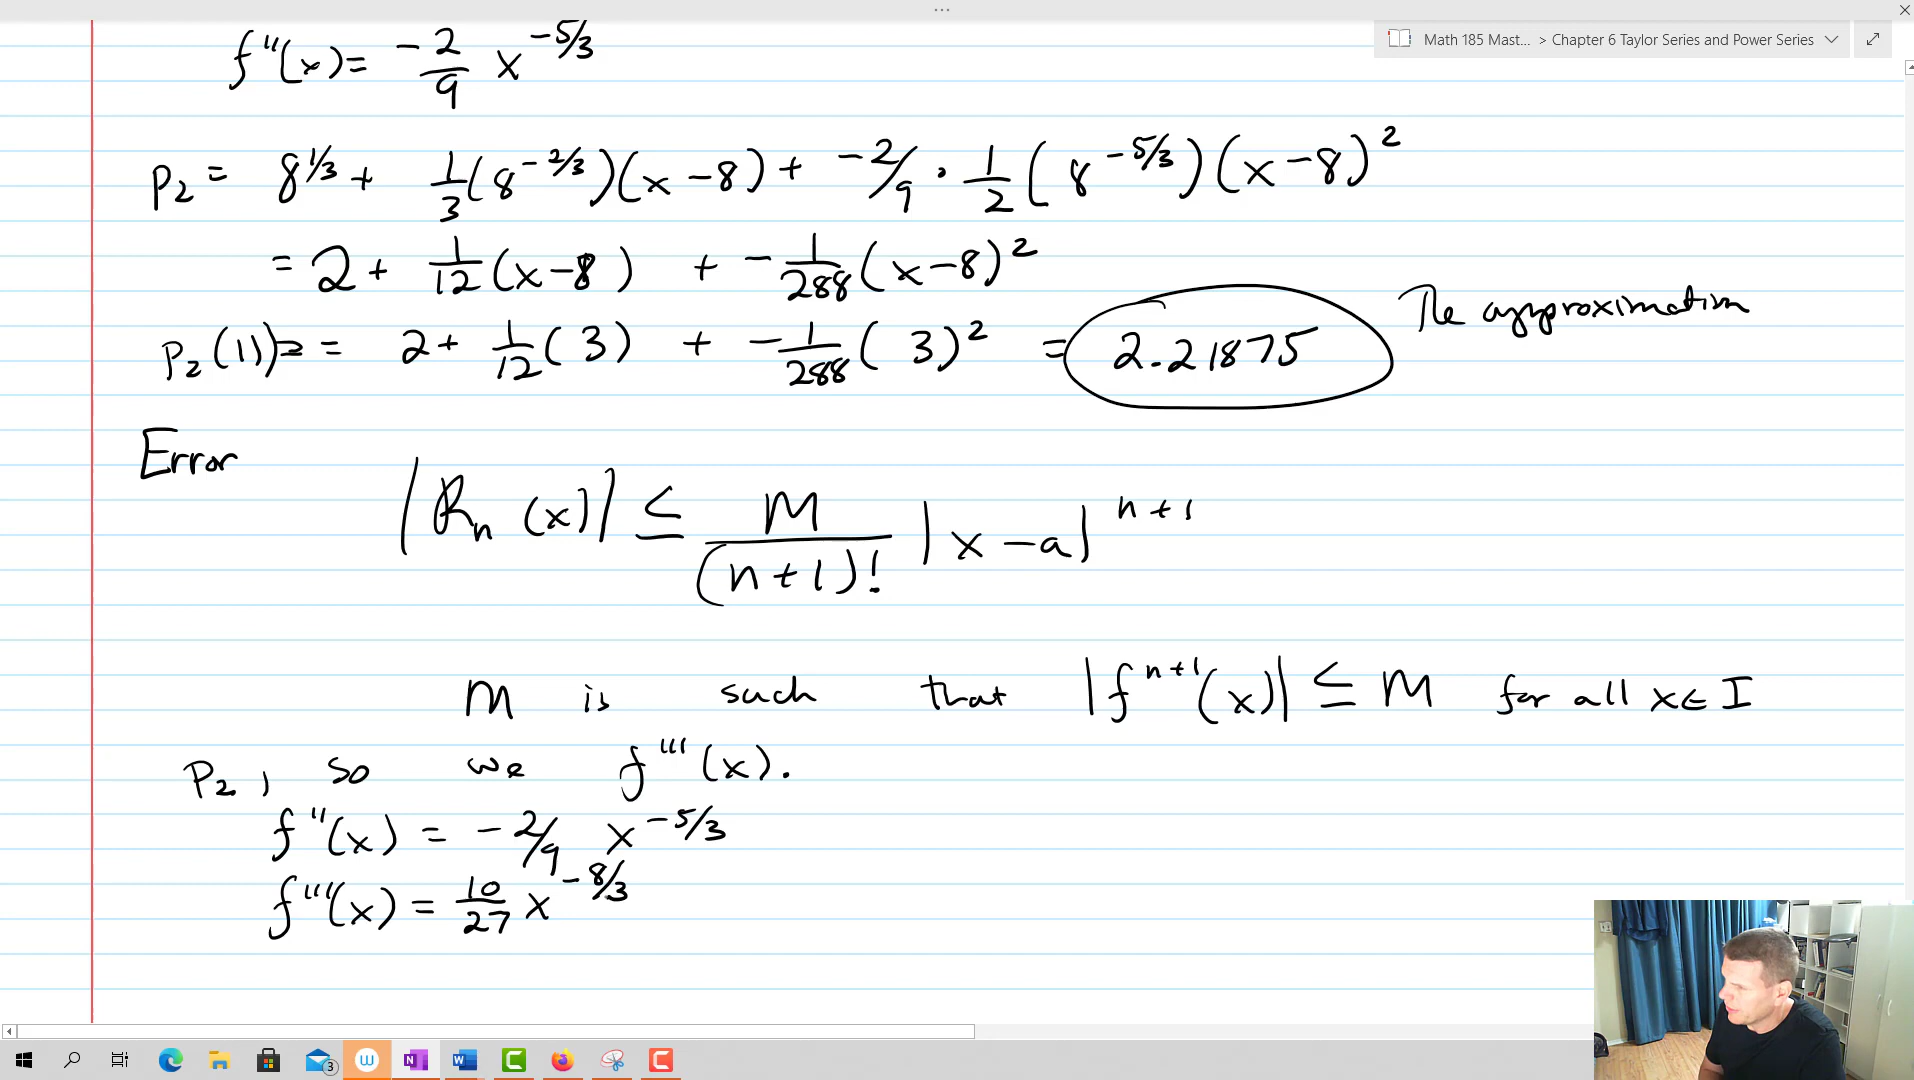 Math 185 Mast... > Chapter 6 Taylor Series and Power Series
f''(x) = -2/9 x^(-5/3)
P₂ = 8^(1/3) + 1/3 (8^(-2/3))(x-8) + -2/9 · 1/2 (8^(-5/3))(x-8)²
= 2 + 1/12 (x-8) + -1/288 (x-8)²
The approximation
P₂(11) = = 2 + 1/12 (3) + -1/288 (3)² = 2.21875
Error
|Rₙ(x)| ≤ M/(n+1)! |x-a|^(n+1)
M is such that |f^(n+1)(x)| ≤ M for all x ∈ I
P₂, so we f'''(x).
f''(x) = -2/9 x^(-5/3)
f'''(x) = 10/27 x^(-8/3)
3